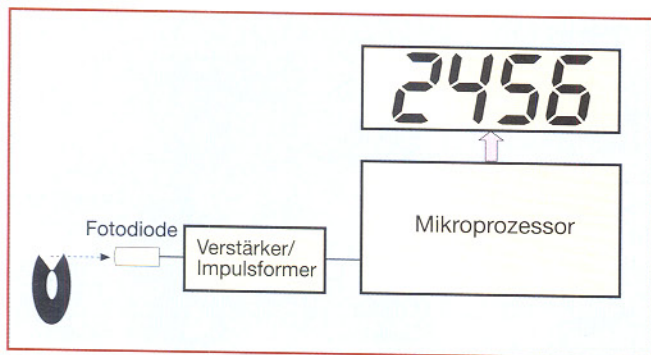 2456
Mikroprozessor
Fotodiode
Verstärker/
Impulsformer